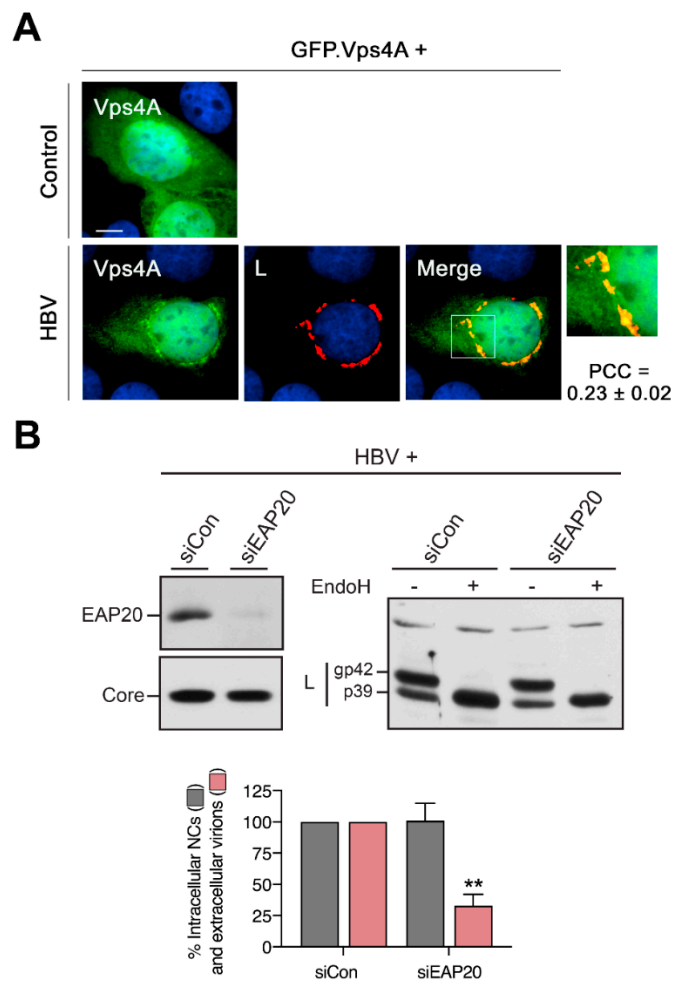 A
GFP.Vps4A +
Control
Vps4A
HBV
Vps4A
L
Merge
PCC =
0.23 ± 0.02
B
HBV +
siCon
siEAP20
EAP20
Core
siCon
siEAP20
EndoH - + - +
L
gp42
p39
% Intracellular NCs ( )
and extracellular virions ( )
125
100
75
50
25
0
**
siCon
siEAP20